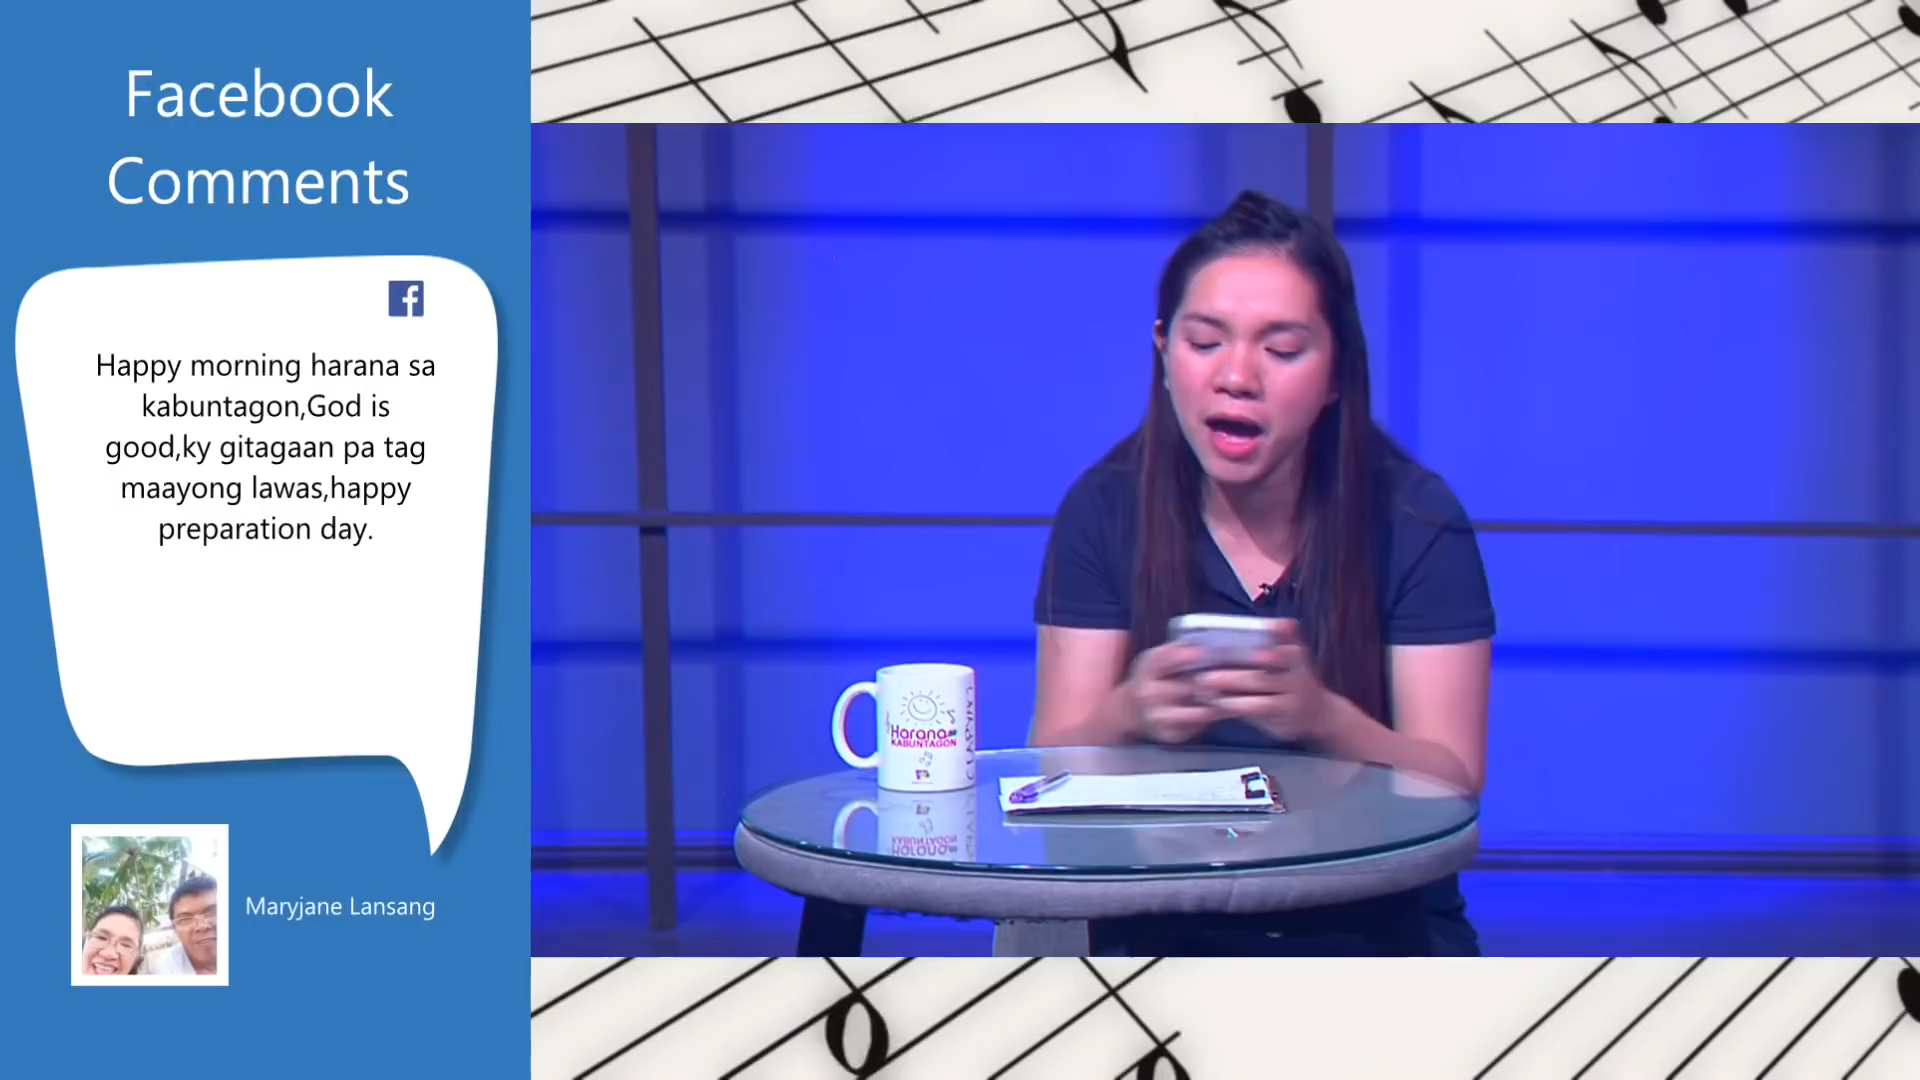 Facebook
Comments
Happy morning harana sa
kabuntagon,God is
good,ky gitagaan pa tag
maayong lawas,happy
preparation day.
Maryjane Lansang
Harana
KABUNTAGON